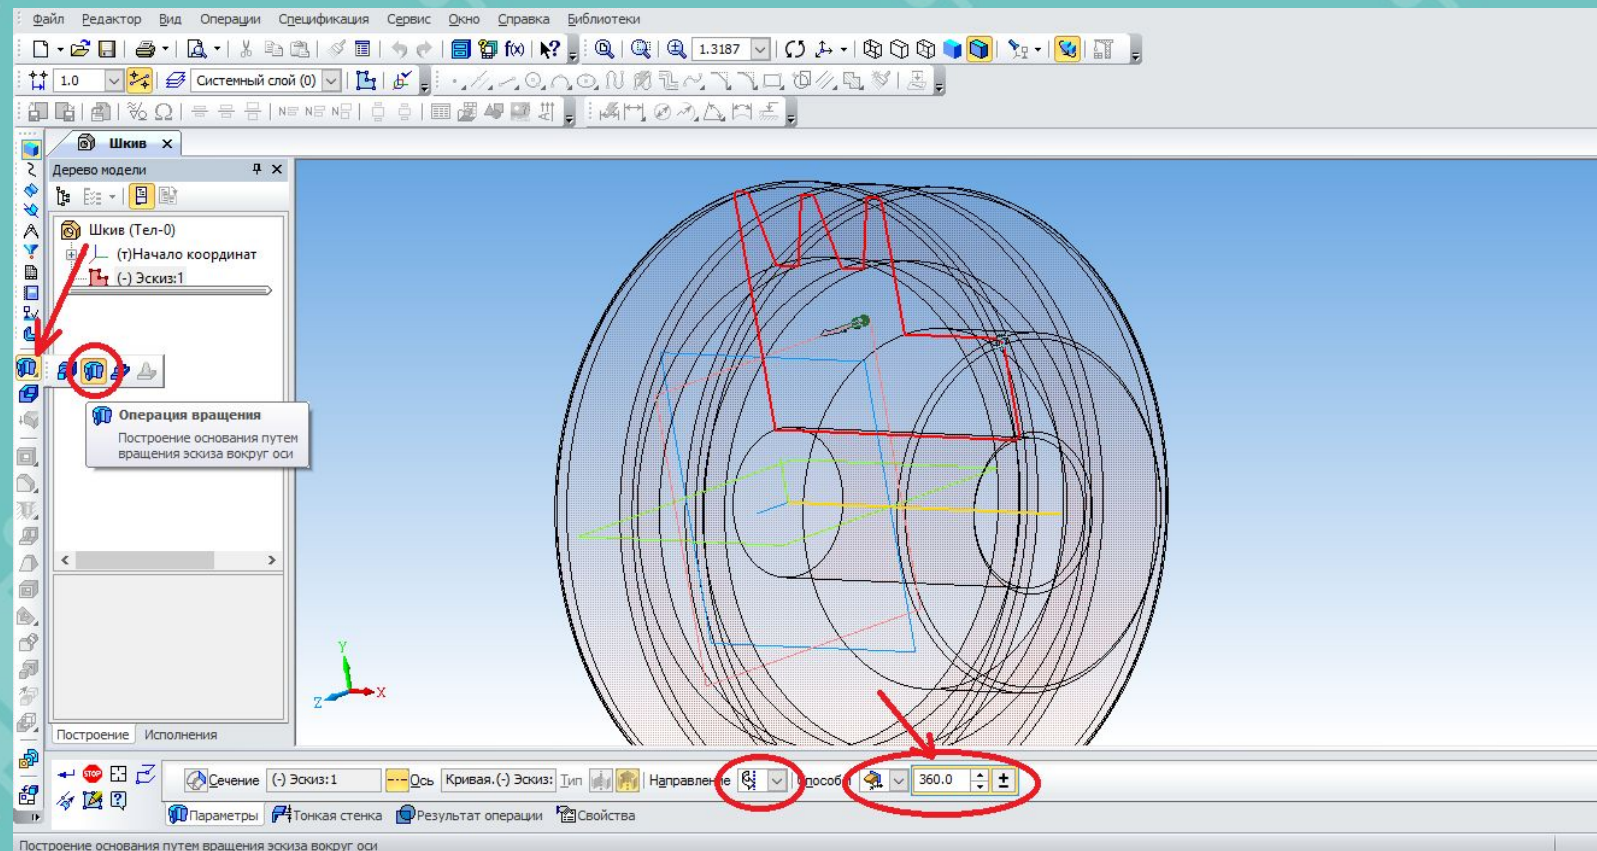 Файл Редактор Вид Операции Спецификация Сервис Окно Справка Библиотеки
1.3187
1.0 Системный слой (0)
Шкив
Дерево модели
Шкив (Тел-0)
(т)Начало координат
(-) Эскиз:1
Операция вращения
Построение основания путем
вращения эскиза вокруг оси
Y
Z X
Построение Исполнения
Сечение (-) Эскиз:1 Ось Кривая.(-) Эскиз: Тип Направление 360.0
Параметры Тонкая стенка Результат операции Свойства
Построение основания путем вращения эскиза вокруг оси